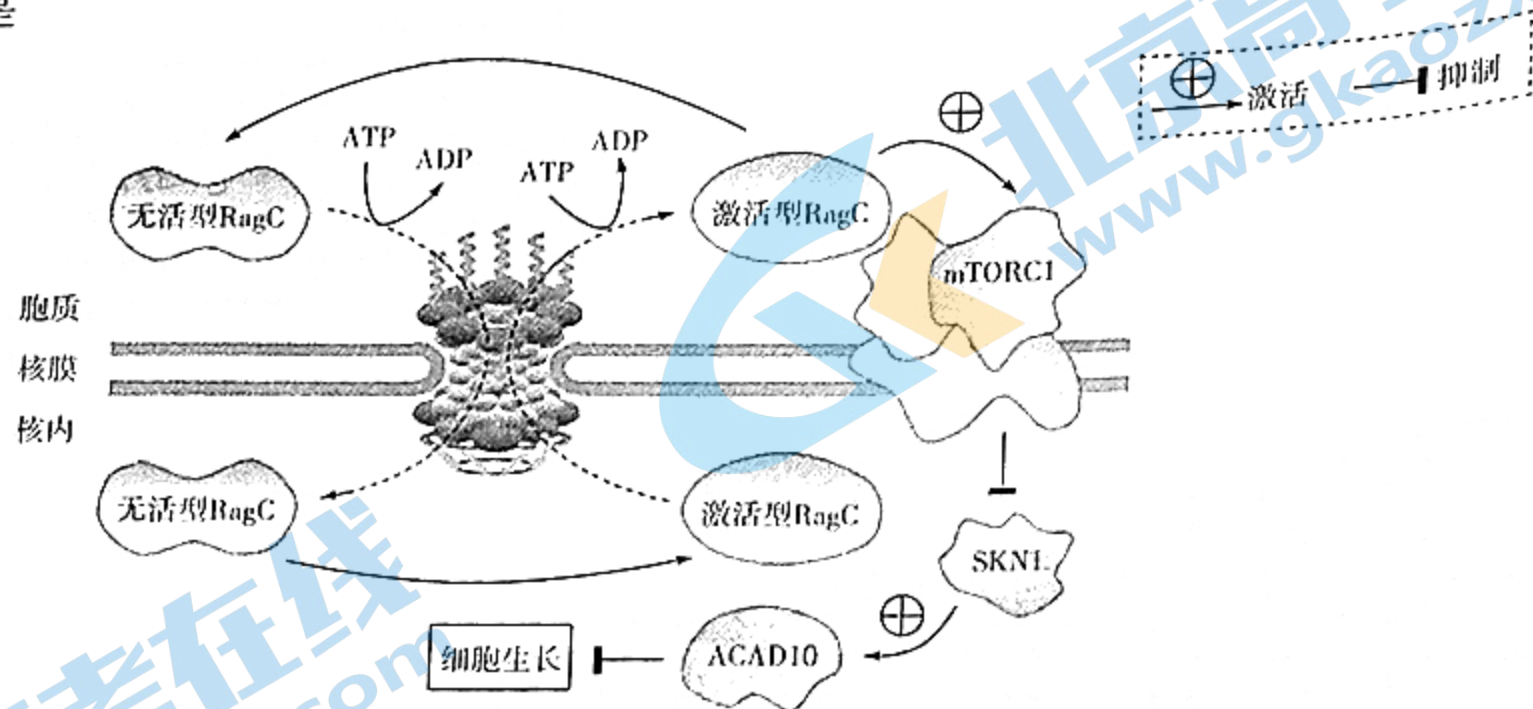 激活
抑制
ATP
ADP
ATP
ADP
无活型RagC
激活型RagC
mTORC1
胞质
核膜
核内
无活型RagC
激活型RagC
SKN1
ACAD10
细胞生长
北京高
www.gkaozx
考在线
com